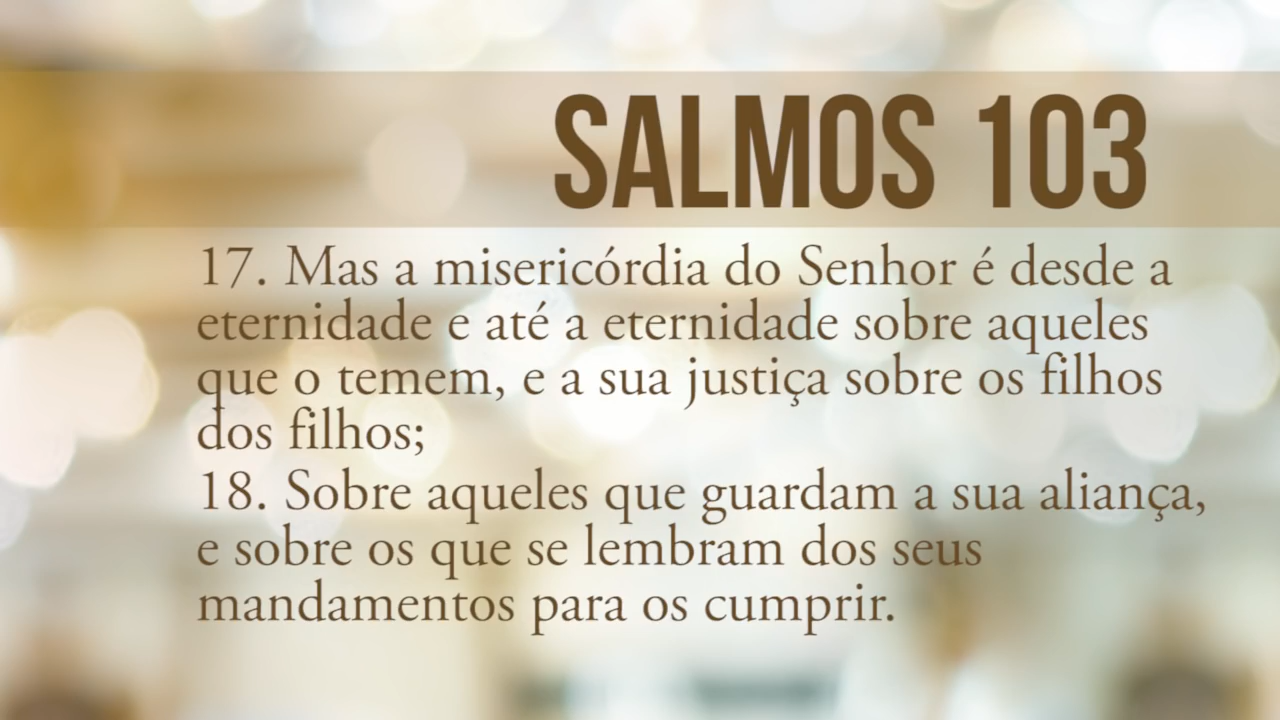 SALMOS 103
17. Mas a misericórdia do Senhor é desde a
eternidade e até a eternidade sobre aqueles
que o temem, e a sua justiça sobre os filhos
dos filhos;
18. Sobre aqueles que guardam a sua aliança,
e sobre os que se lembram dos seus
mandamentos para os cumprir.